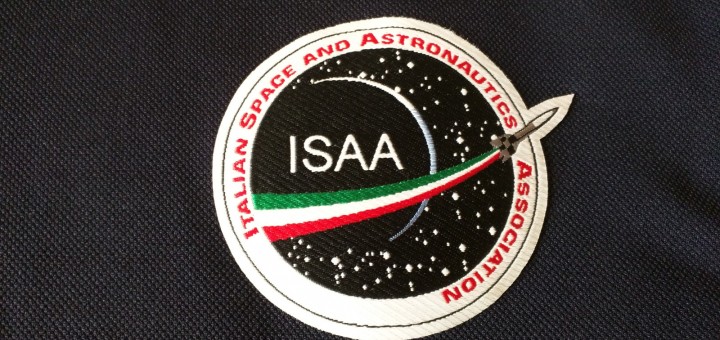 ITALIAN SPACE AND ASTRONAUTICS ASSOCIATION
ISAA